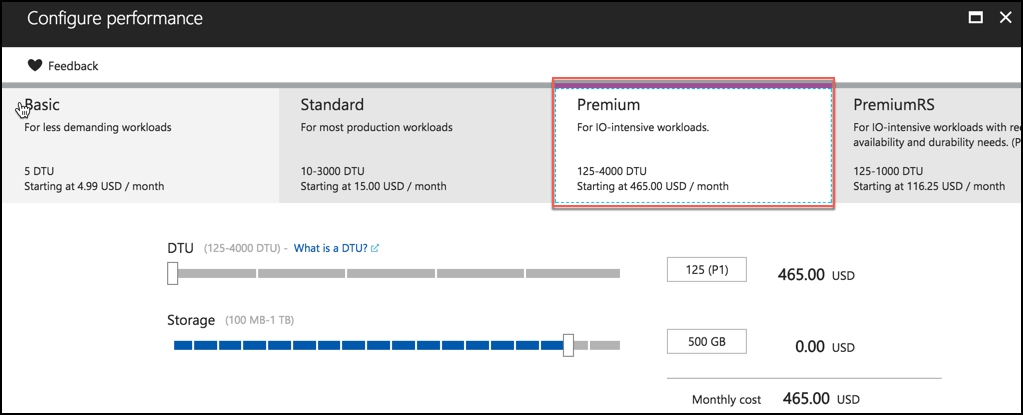 Configure performance
Feedback
Basic
For less demanding workloads
5 DTU
Starting at 4.99 USD / month
Standard
For most production workloads
10-3000 DTU
Starting at 15.00 USD / month
Premium
For IO-intensive workloads.
125-4000 DTU
Starting at 465.00 USD / month
PremiumRS
For IO-intensive workloads with
availability and durability needs. (P
125-1000 DTU
Starting at 116.25 USD / month
DTU (125-4000 DTU) - What is a DTU?
125 (P1) 465.00 USD
Storage (100 MB-1 TB)
500 GB 0.00 USD
Monthly cost 465.00 USD